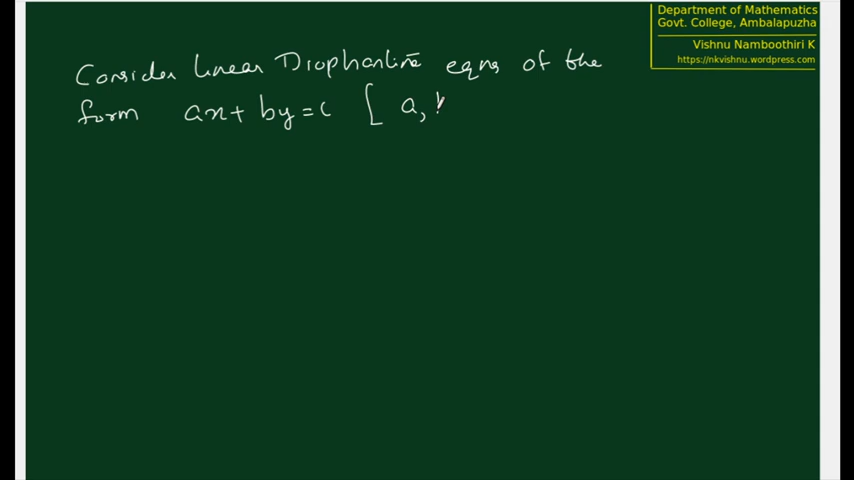 Department of Mathematics
Govt. College, Ambalapuzha
Vishnu Namboothiri K
https://nkvishnu.wordpress.com
Consider linear Diophantine eqns of the
form ax + by = c [ a,